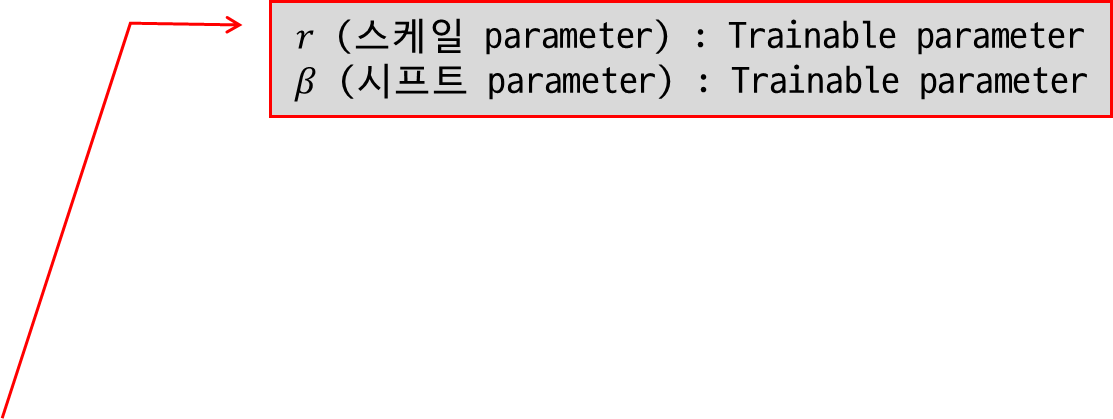 r (스케일 parameter) : Trainable parameter
β (시프트 parameter) : Trainable parameter